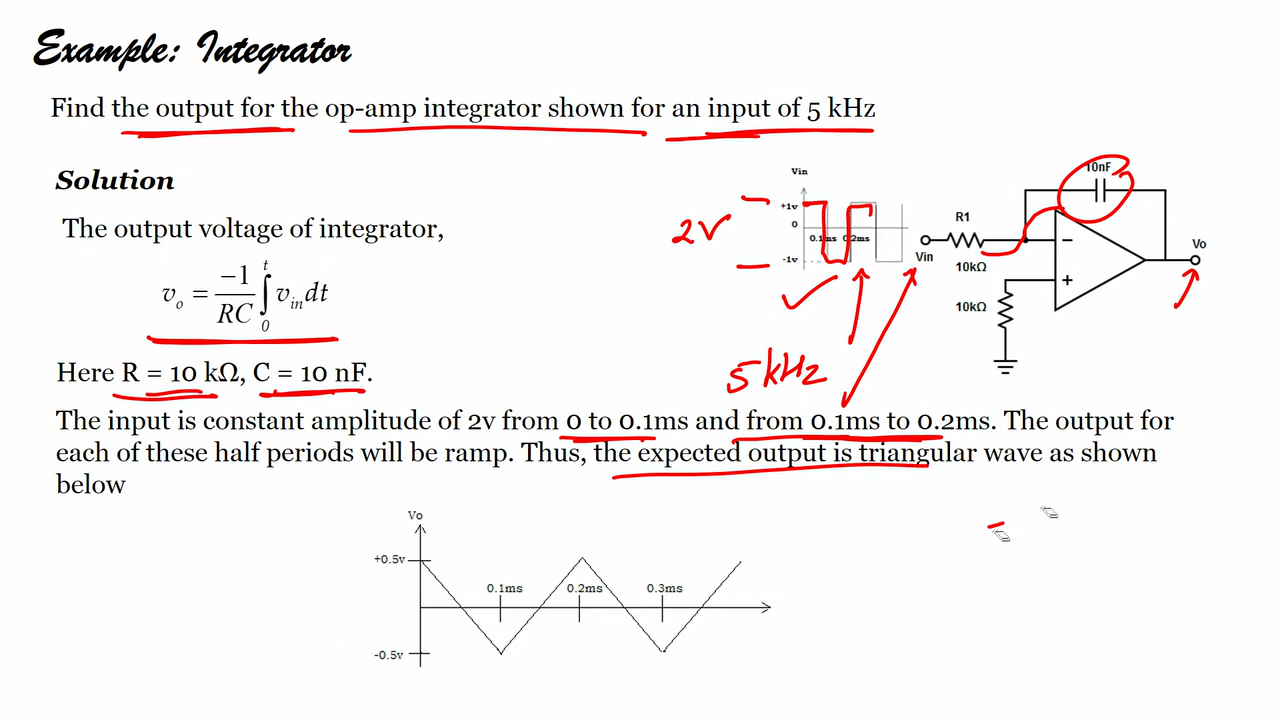 Example: Integrator
Find the output for the op-amp integrator shown for an input of 5 kHz
Solution
The output voltage of integrator,
v_o = -1/RC ∫_0^t v_in dt
Here R = 10 kΩ, C = 10 nF.
Vin
+1v
0
-1v
0.1ms 0.2ms
2V
5 kHz
10nF
R1
10kΩ
Vin
10kΩ
−
+
Vo
The input is constant amplitude of 2v from 0 to 0.1ms and from 0.1ms to 0.2ms. The output for
each of these half periods will be ramp. Thus, the expected output is triangular wave as shown
below
Vo
+0.5v
0.1ms 0.2ms 0.3ms
-0.5v